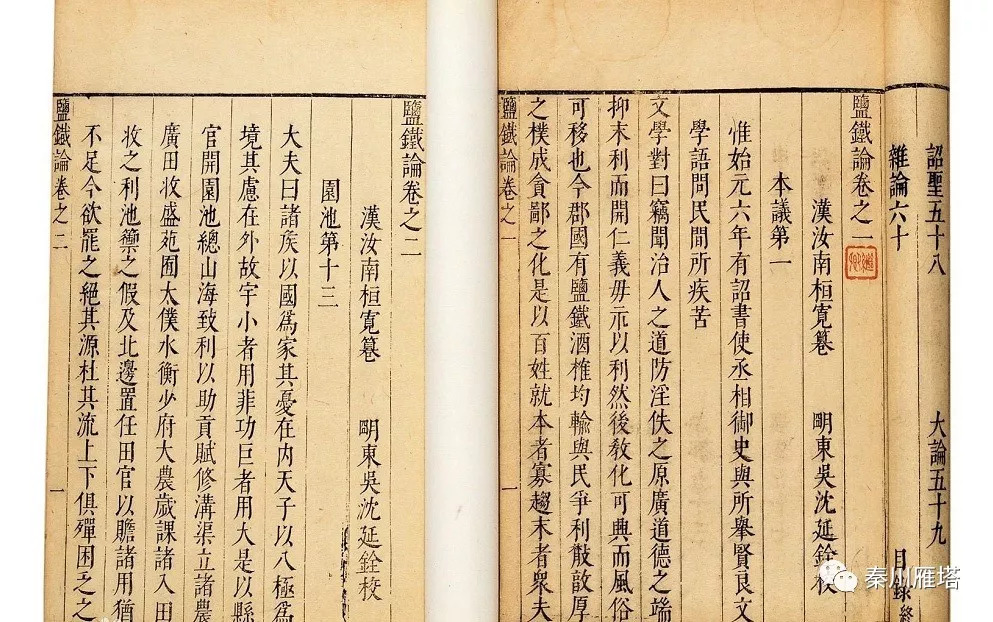 詔聖五十八
大論五十九
雜論六十
目錄終
鹽鐵論卷之一
漢汝南桓寬篹
明東吳沈延銓校
本議第一
惟始元六年有詔書使丞相御史與所舉賢良文
學語問民間所疾苦
文學對曰竊聞治人之道防淫佚之原廣道德之端
抑末利而開仁義毋示以利然後敎化可興而風俗
可移也今郡國有鹽鐵酒榷均輸與民爭利散敦厚
之樸成貪鄙之化是以百姓就本者寡趨末者衆夫
鹽鐵論卷之一
一
鹽鐵論卷之二
漢汝南桓寬篹
明東吳沈延銓校
園池第十三
大夫曰諸矦以國爲家其憂在内天子以八極爲
境其慮在外故宇小者用菲功巨者用大是以縣
官開園池總山海致利以助貢賦修溝渠立諸農
廣田收盛苑囿太僕水衡少府大農歲課諸入田
收之利池籞之假及北邊置任田官以贍諸用猶
不足今欲罷之絕其源杜其流上下俱殫困乏之
鹽鐵論卷之二
一
秦川雁塔